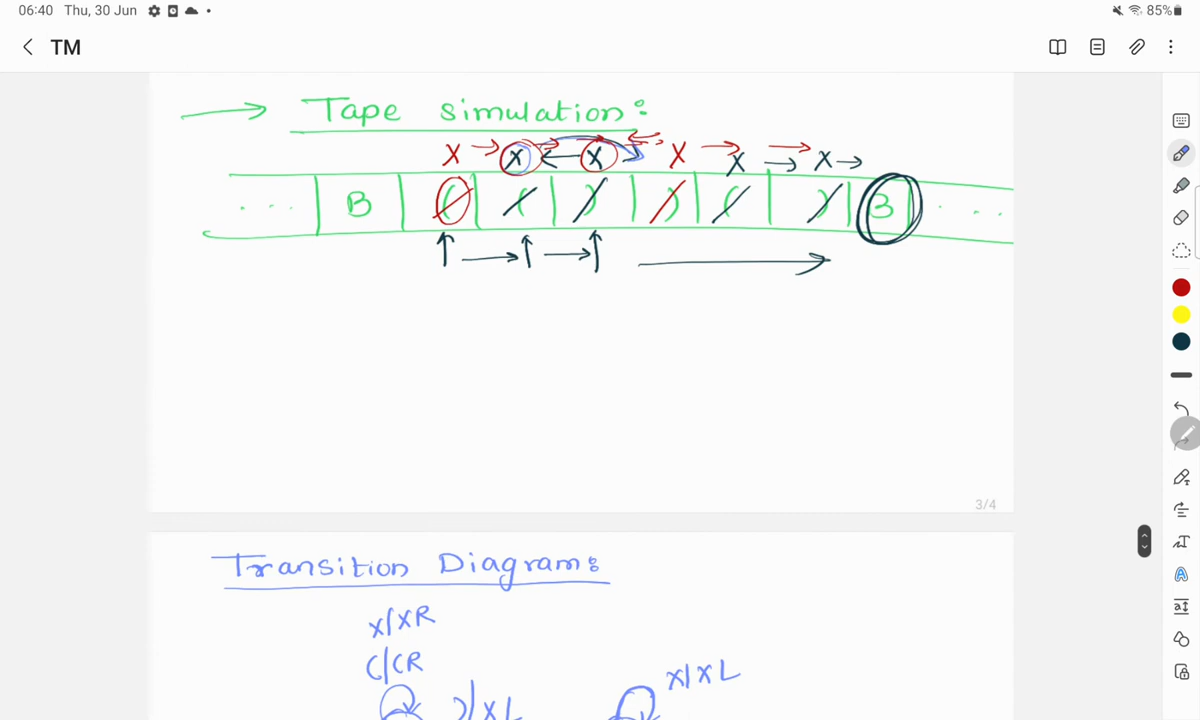 06:40 Thu, 30 Jun 85%
TM
Tape simulation:
X X X X X X
... B ( ( ) ) ( ) B ...
3/4
Transition Diagram:
X/XR
(/(R
)/XL X/XL